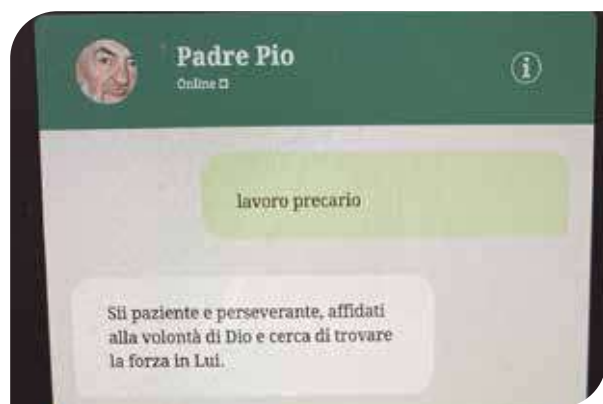 Padre Pio
Online
lavoro precario
Sii paziente e perseverante, affidati
alla volontà di Dio e cerca di trovare
la forza in Lui.